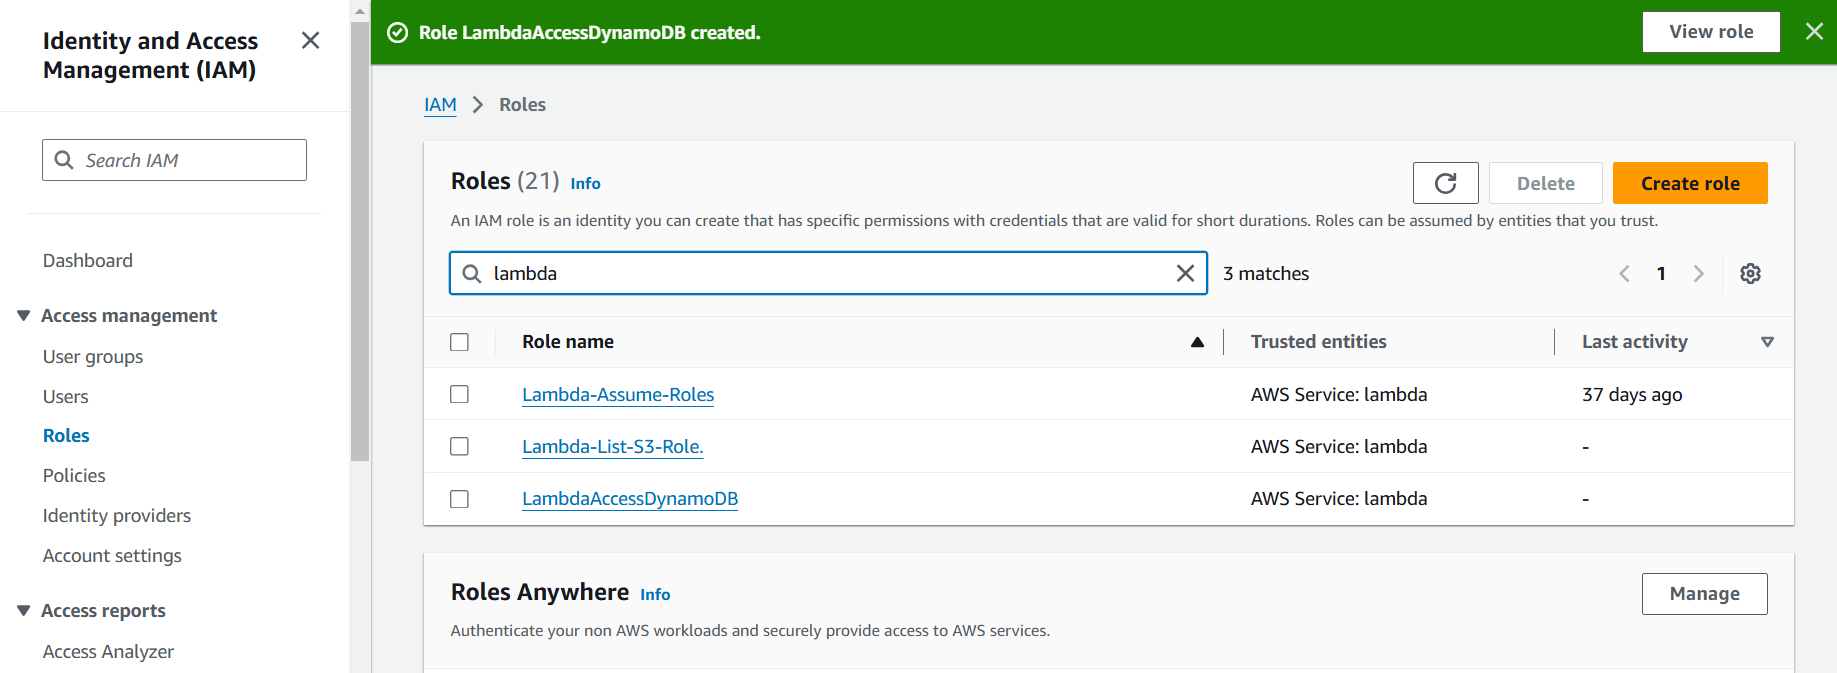 Identity and Access
Management (IAM)
Search IAM
Dashboard
Access management
User groups
Users
Roles
Policies
Identity providers
Account settings
Access reports
Access Analyzer
Role LambdaAccessDynamoDB created.
View role
IAM > Roles
Roles (21) Info
Delete
Create role
An IAM role is an identity you can create that has specific permissions with credentials that are valid for short durations. Roles can be assumed by entities that you trust.
lambda
3 matches
1
Role name Trusted entities Last activity
Lambda-Assume-Roles AWS Service: lambda 37 days ago
Lambda-List-S3-Role. AWS Service: lambda -
LambdaAccessDynamoDB AWS Service: lambda -
Roles Anywhere Info
Manage
Authenticate your non AWS workloads and securely provide access to AWS services.